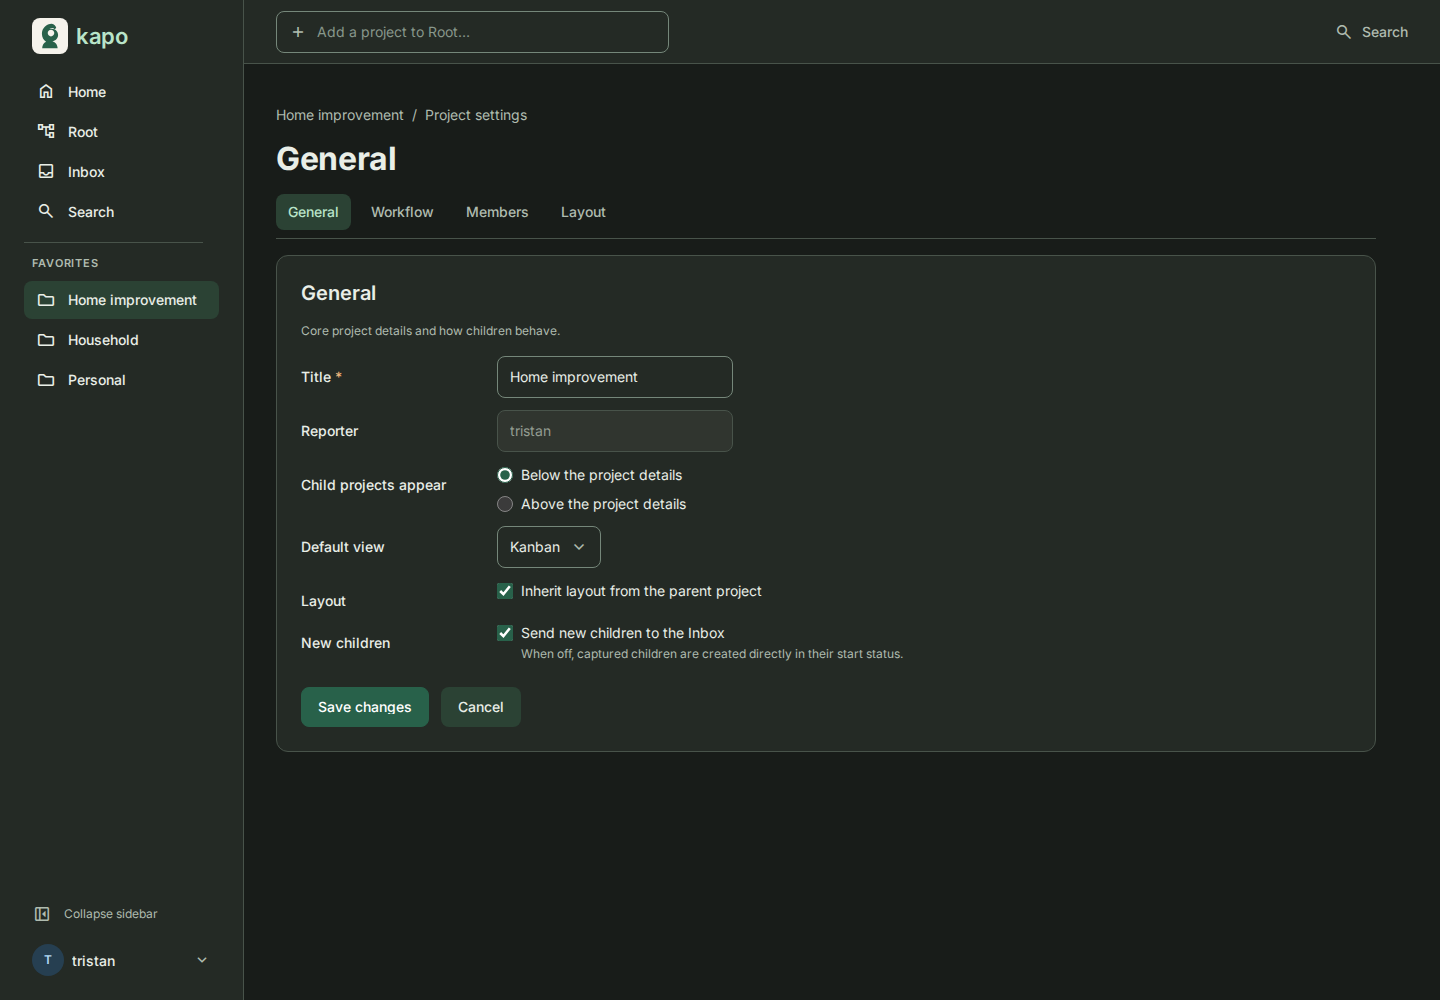 kapo
Add a project to Root...
Search
Home
Root
Inbox
Search
FAVORITES
Home improvement
Household
Personal
Collapse sidebar
T
tristan
Home improvement / Project settings
General
General Workflow Members Layout
General
Core project details and how children behave.
Title * Home improvement
Reporter tristan
Child projects appear
Below the project details
Above the project details
Default view Kanban
Layout Inherit layout from the parent project
New children Send new children to the Inbox
When off, captured children are created directly in their start status.
Save changes Cancel